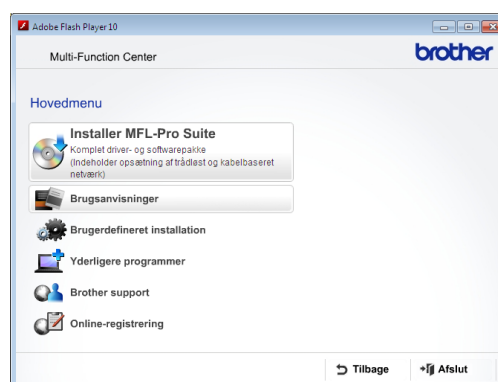 Adobe Flash Player 10
Multi-Function Center
brother
Hovedmenu
Installer MFL-Pro Suite
Komplet driver- og softwarepakke
(Indeholder opsætning af trådløst og kabelbaseret
netværk)
Brugsanvisninger
Brugerdefineret installation
Yderligere programmer
Brother support
Online-registrering
Tilbage
Afslut